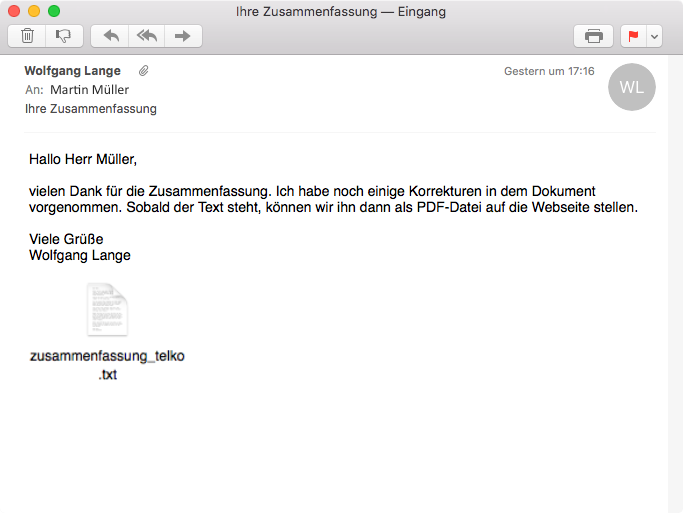 Ihre Zusammenfassung — Eingang
Wolfgang Lange
Gestern um 17:16
WL
An: Martin Müller
Ihre Zusammenfassung
Hallo Herr Müller,
vielen Dank für die Zusammenfassung. Ich habe noch einige Korrekturen in dem Dokument
vorgenommen. Sobald der Text steht, können wir ihn dann als PDF-Datei auf die Webseite stellen.
Viele Grüße
Wolfgang Lange
zusammenfassung_telko
.txt